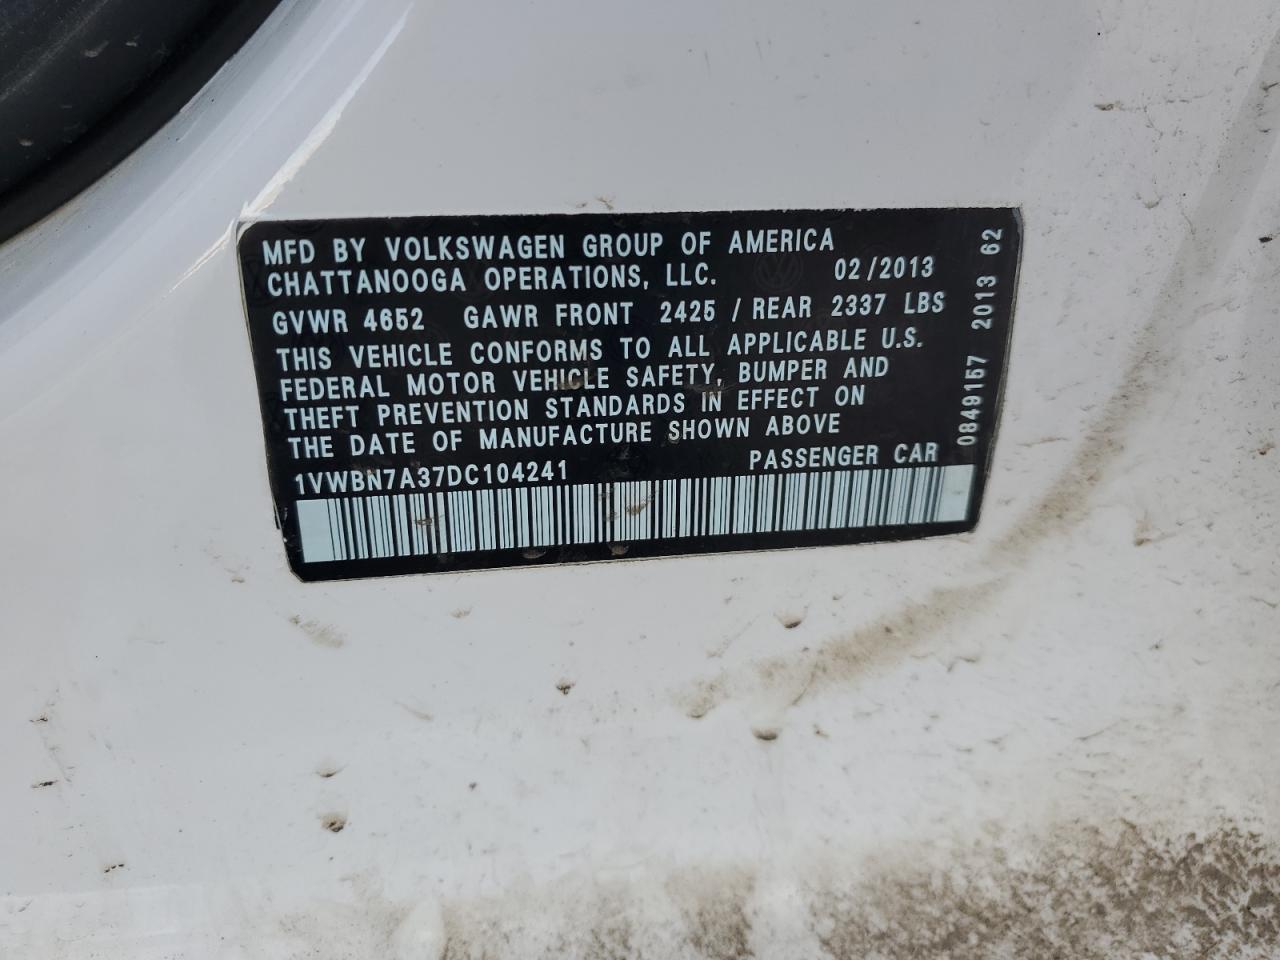 MFD BY VOLKSWAGEN GROUP OF AMERICA
CHATTANOOGA OPERATIONS, LLC. 02/2013
GVWR 4652 GAWR FRONT 2425 / REAR 2337 LBS
THIS VEHICLE CONFORMS TO ALL APPLICABLE U.S.
FEDERAL MOTOR VEHICLE SAFETY, BUMPER AND
THEFT PREVENTION STANDARDS IN EFFECT ON
THE DATE OF MANUFACTURE SHOWN ABOVE
1VWBN7A37DC104241 PASSENGER CAR
0849157 2013 62